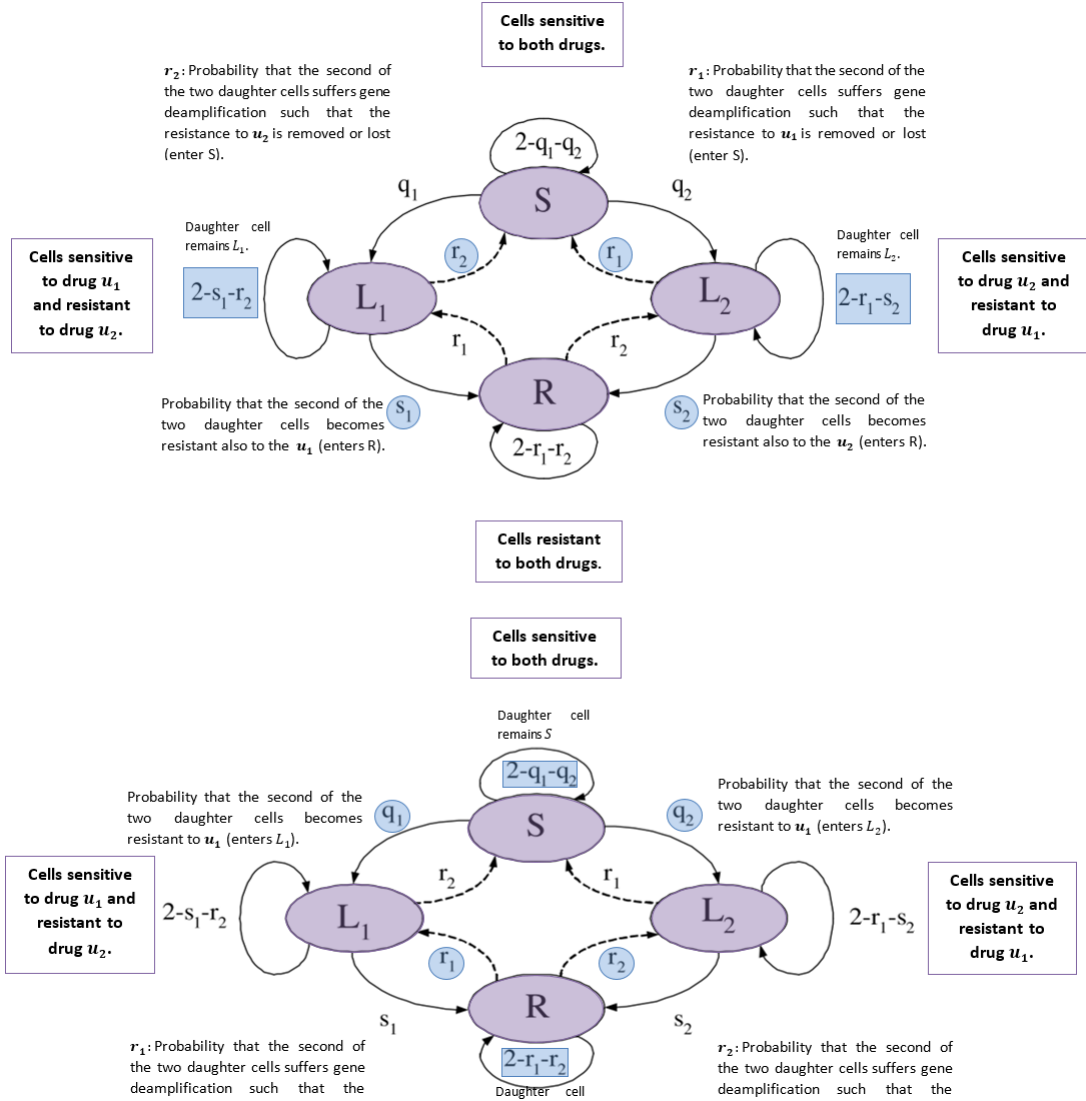 Cells sensitive
to both drugs.
r₂: Probability that the second of
the two daughter cells suffers gene
deamplification such that the
resistance to u₂ is removed or lost
(enter S).
r₁: Probability that the second of the
two daughter cells suffers gene
deamplification such that the
resistance to u₁ is removed or lost
(enter S).
2-q₁-q₂
q₁
S
q₂
Daughter cell
remains L₁.
Daughter cell
remains L₂.
r₂
r₁
Cells sensitive
to drug u₁
and resistant
to drug u₂.
2-s₁-r₂
L₁
L₂
2-r₁-s₂
Cells sensitive
to drug u₂ and
resistant to
drug u₁.
r₁
r₂
R
Probability that the second of the
two daughter cells becomes
resistant also to the u₁ (enters R).
s₁
s₂
Probability that the second of the
two daughter cells becomes
resistant also to the u₂ (enters R).
2-r₁-r₂
Cells resistant
to both drugs.
Cells sensitive
to both drugs.
Daughter cell
remains S
2-q₁-q₂
Probability that the second of the
two daughter cells becomes
resistant to u₁ (enters L₁).
q₁
S
q₂
Probability that the second of the
two daughter cells becomes
resistant to u₁ (enters L₂).
r₂
r₁
Cells sensitive
to drug u₁ and
resistant to
drug u₂.
2-s₁-r₂
L₁
L₂
2-r₁-s₂
Cells sensitive
to drug u₂ and
resistant to
drug u₁.
r₁
r₂
R
s₁
s₂
r₁: Probability that the second of
the two daughter cells suffers gene
deamplification such that the
2-r₁-r₂
Daughter cell
r₂: Probability that the second of
the two daughter cells suffers gene
deamplification such that the